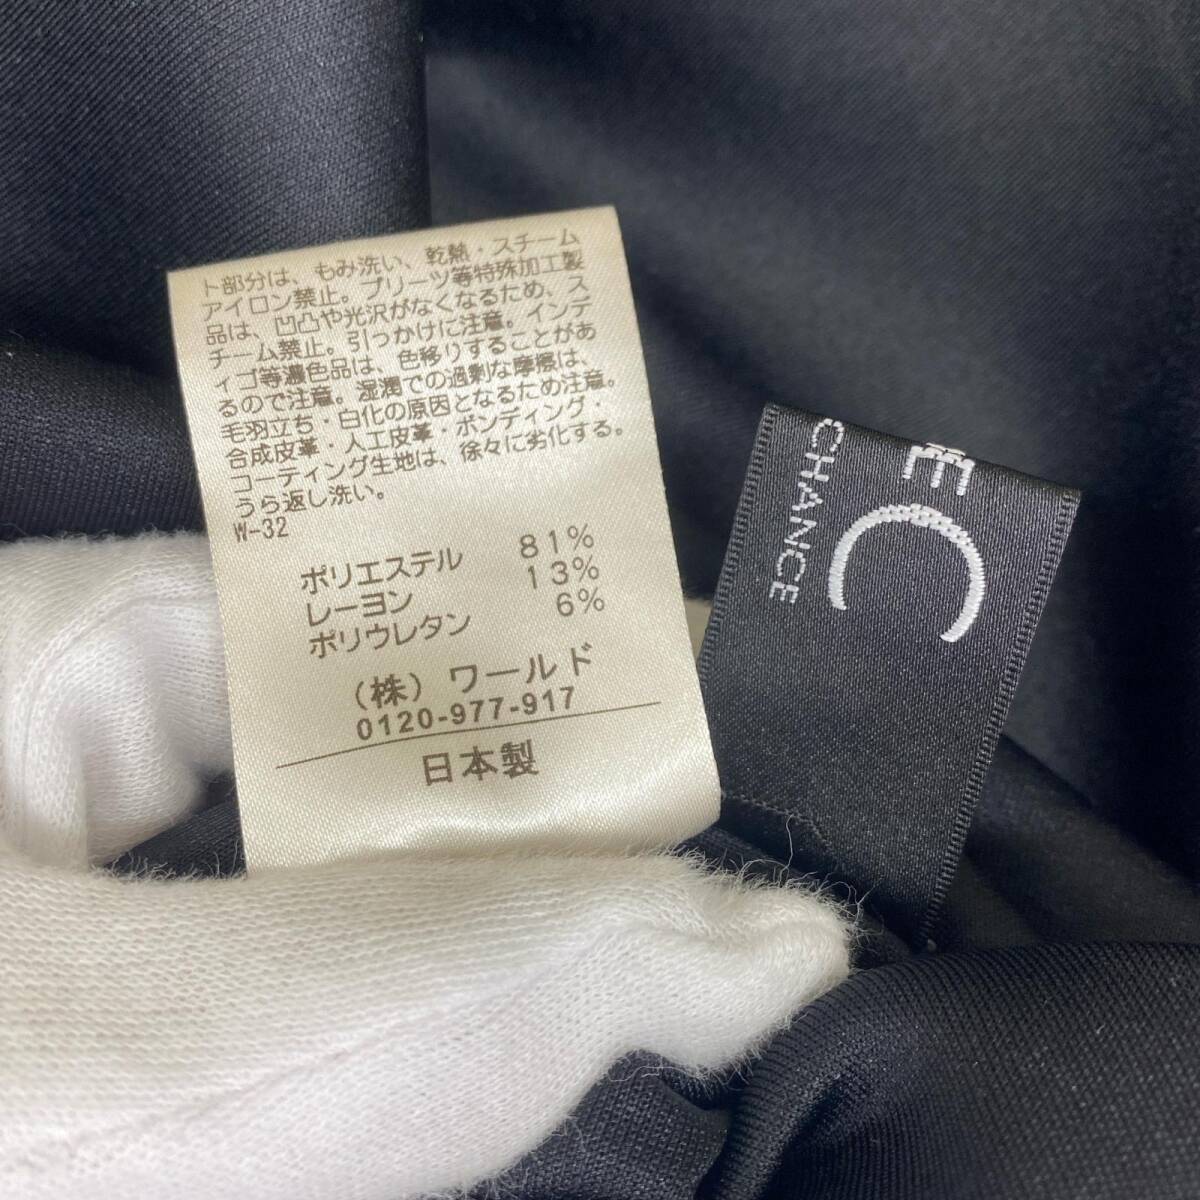 ト部分は、もみ洗い、乾熱・スチーム
アイロン禁止。プリーツ等特殊加工製
品は、凹凸や光沢がなくなるため、ス
チーム禁止。引っかけに注意。インデ
ィゴ等濃色品は、色移りすることがあ
るので注意。湿潤での過剰な摩擦は、
毛羽立ち・白化の原因となるため注意。
合成皮革・人工皮革・ボンディング・
コーティング生地は、徐々に劣化する。
うら返し洗い。
W-32
ポリエステル 81%
レーヨン 13%
ポリウレタン 6%
(株) ワールド
0120-977-917
日本製
EC
CHANCE